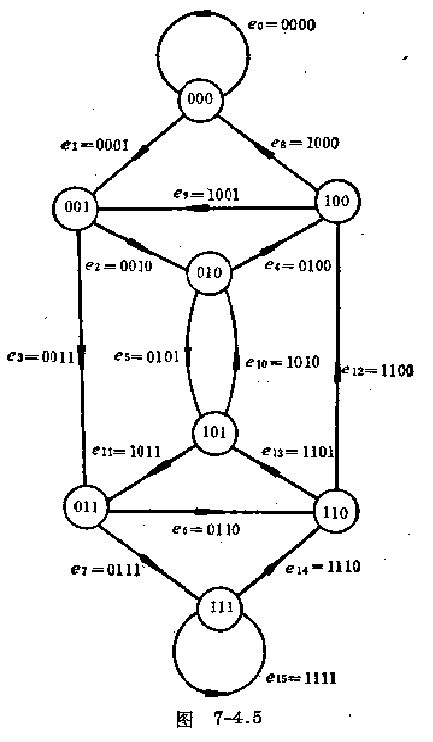 e₀=0000
000
e₁=0001
e₈=1000
e₉=1001
001
100
e₂=0010
010
e₄=0100
e₃=0011
e₅=0101
e₁₀=1010
e₁₂=1100
101
e₁₁=1011
e₁₃=1101
011
110
e₆=0110
e₇=0111
e₁₄=1110
111
e₁₅=1111
图 7-4.5